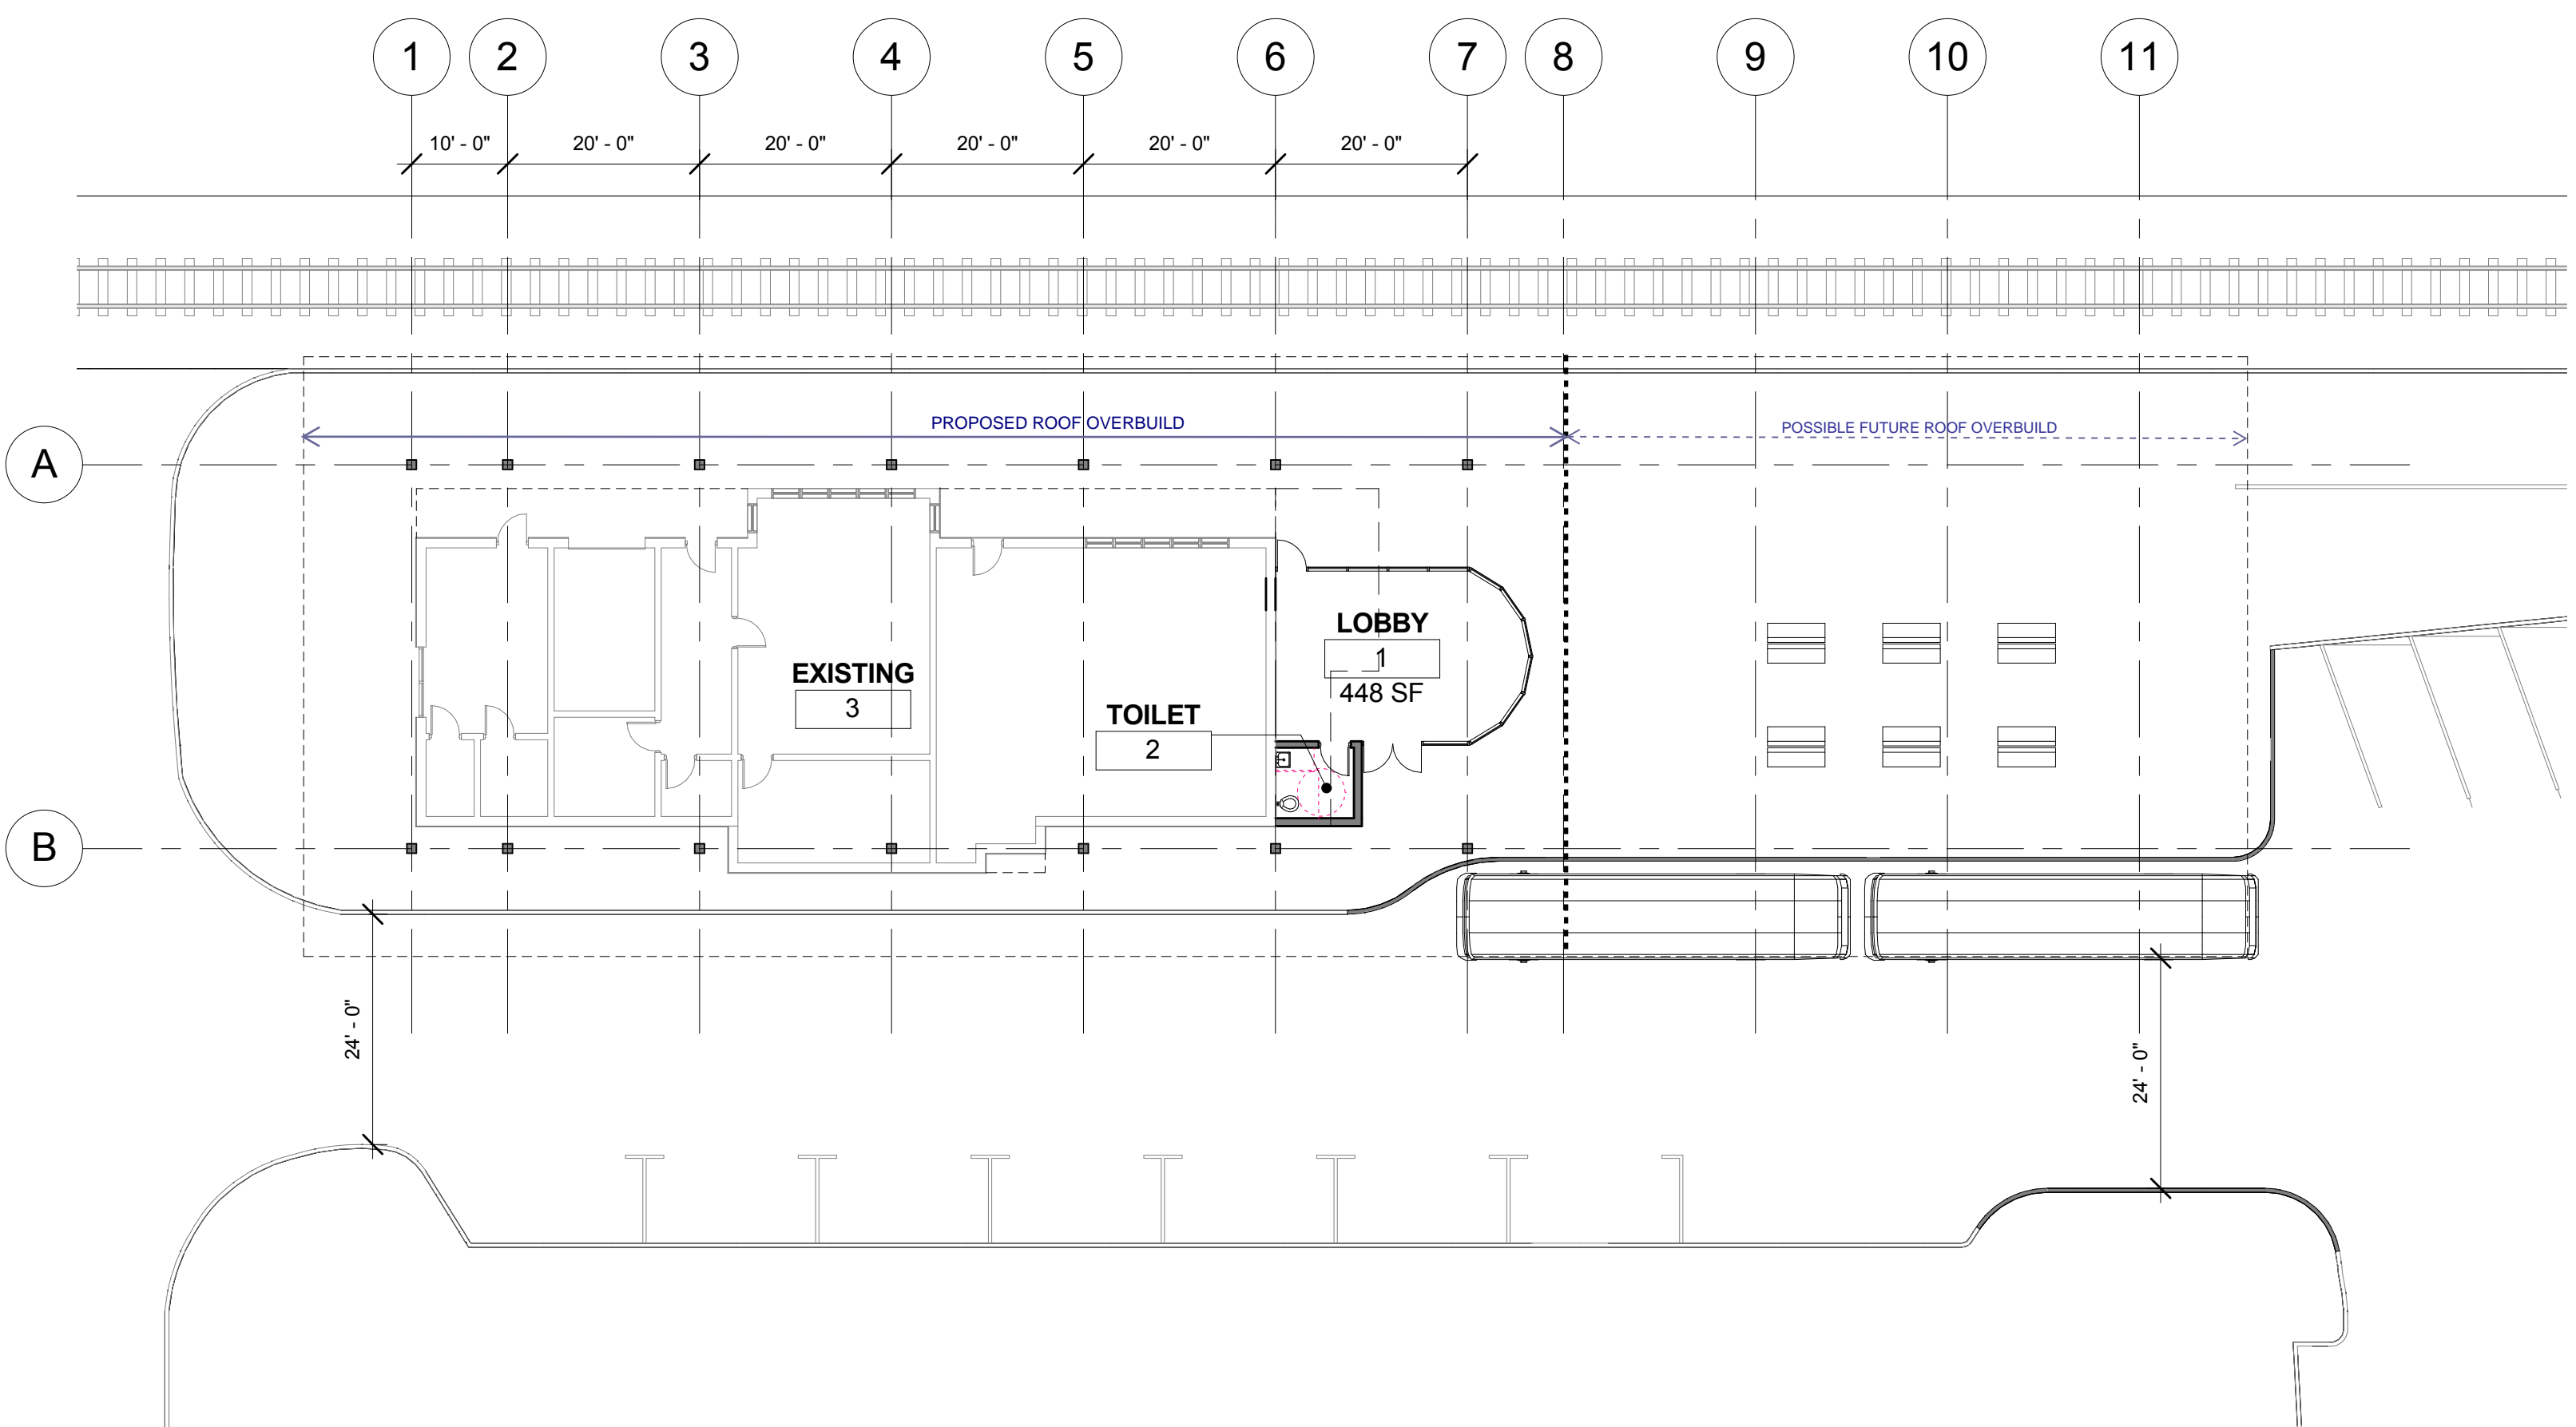 1 2 3 4 5 6 7 8 9 10 11
10' - 0" 20' - 0" 20' - 0" 20' - 0" 20' - 0" 20' - 0"
PROPOSED ROOF OVERBUILD
POSSIBLE FUTURE ROOF OVERBUILD
A
LOBBY
1
448 SF
EXISTING
3
TOILET
2
B
24' - 0"
24' - 0"